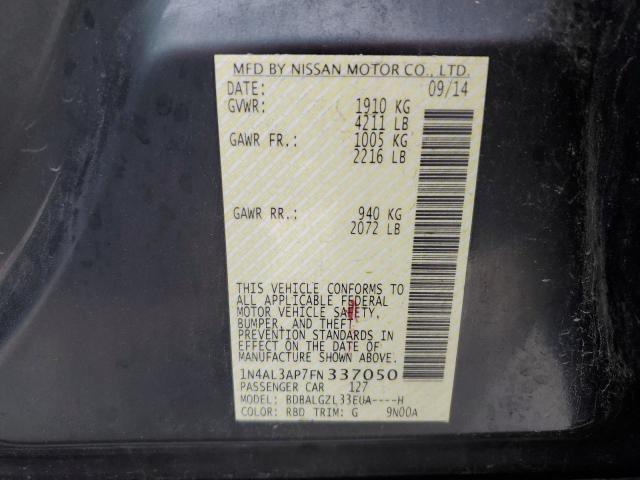 MFD BY NISSAN MOTOR CO., LTD.
DATE: 09/14
GVWR: 1910 KG
4211 LB
GAWR FR.: 1005 KG
2216 LB
GAWR RR.: 940 KG
2072 LB
THIS VEHICLE CONFORMS TO
ALL APPLICABLE FEDERAL
MOTOR VEHICLE SAFETY,
BUMPER, AND THEFT
PREVENTION STANDARDS IN
EFFECT ON THE DATE OF
MANUFACTURE SHOWN ABOVE.
1N4AL3AP7FN337050
PASSENGER CAR 127
MODEL: BDBALGZL33EUA----H
COLOR: RBD TRIM: G 9N00A